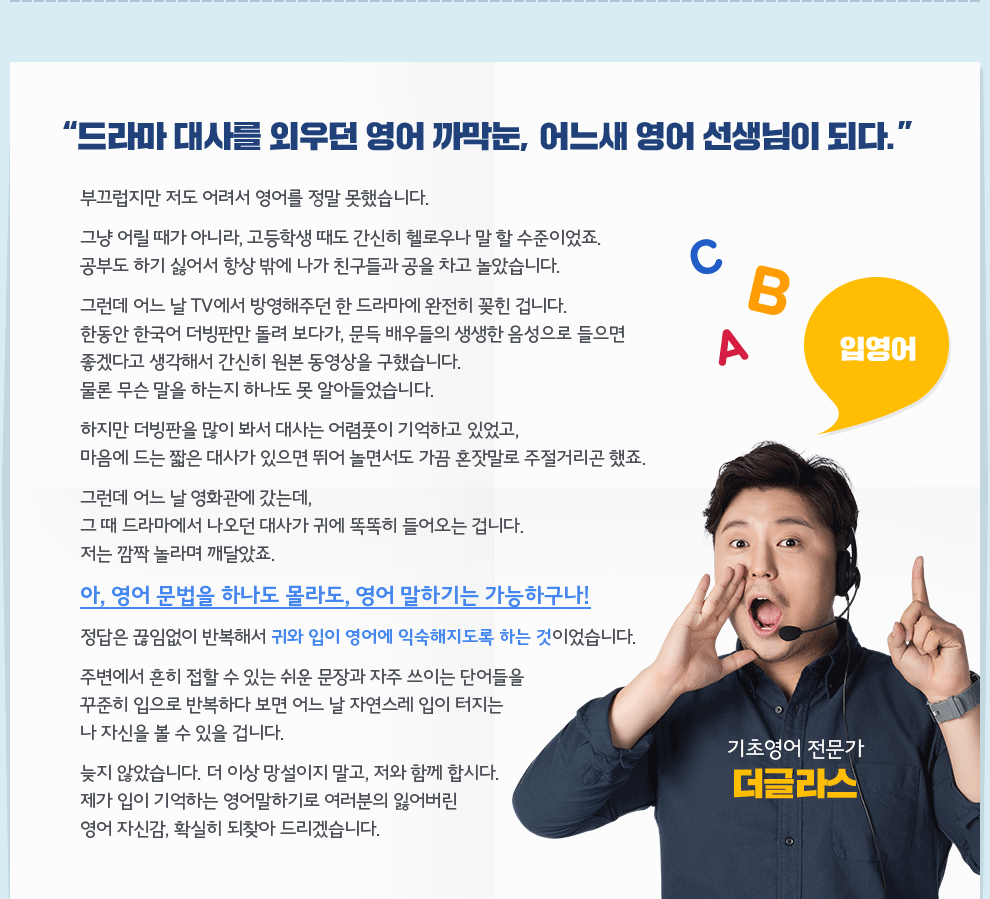 “드라마 대사를 외우던 영어 까막눈, 어느새 영어 선생님이 되다.”
부끄럽지만 저도 어려서 영어를 정말 못했습니다.
그냥 어릴 때가 아니라, 고등학생 때도 간신히 헬로우나 말 할 수준이었죠.
공부도 하기 싫어서 항상 밖에 나가 친구들과 공을 차고 놀았습니다.
그런데 어느 날 TV에서 방영해주던 한 드라마에 완전히 꽂힌 겁니다.
한동안 한국어 더빙판만 돌려 보다가, 문득 배우들의 생생한 음성으로 들으면
좋겠다고 생각해서 간신히 원본 동영상을 구했습니다.
물론 무슨 말을 하는지 하나도 못 알아들었습니다.
하지만 더빙판을 많이 봐서 대사는 어렴풋이 기억하고 있었고,
마음에 드는 짧은 대사가 있으면 뛰어 놀면서도 가끔 혼잣말로 주절거리곤 했죠.
그런데 어느 날 영화관에 갔는데,
그 때 드라마에서 나오던 대사가 귀에 똑똑히 들어오는 겁니다.
저는 깜짝 놀라며 깨달았죠.
아, 영어 문법을 하나도 몰라도, 영어 말하기는 가능하구나!
정답은 끊임없이 반복해서 귀와 입이 영어에 익숙해지도록 하는 것이었습니다.
주변에서 흔히 접할 수 있는 쉬운 문장과 자주 쓰이는 단어들을
꾸준히 입으로 반복하다 보면 어느 날 자연스레 입이 터지는
나 자신을 볼 수 있을 겁니다.
늦지 않았습니다. 더 이상 망설이지 말고, 저와 함께 합시다.
제가 입이 기억하는 영어말하기로 여러분의 잃어버린
영어 자신감, 확실히 되찾아 드리겠습니다.
C
B
A
입영어
기초영어 전문가
더글라스